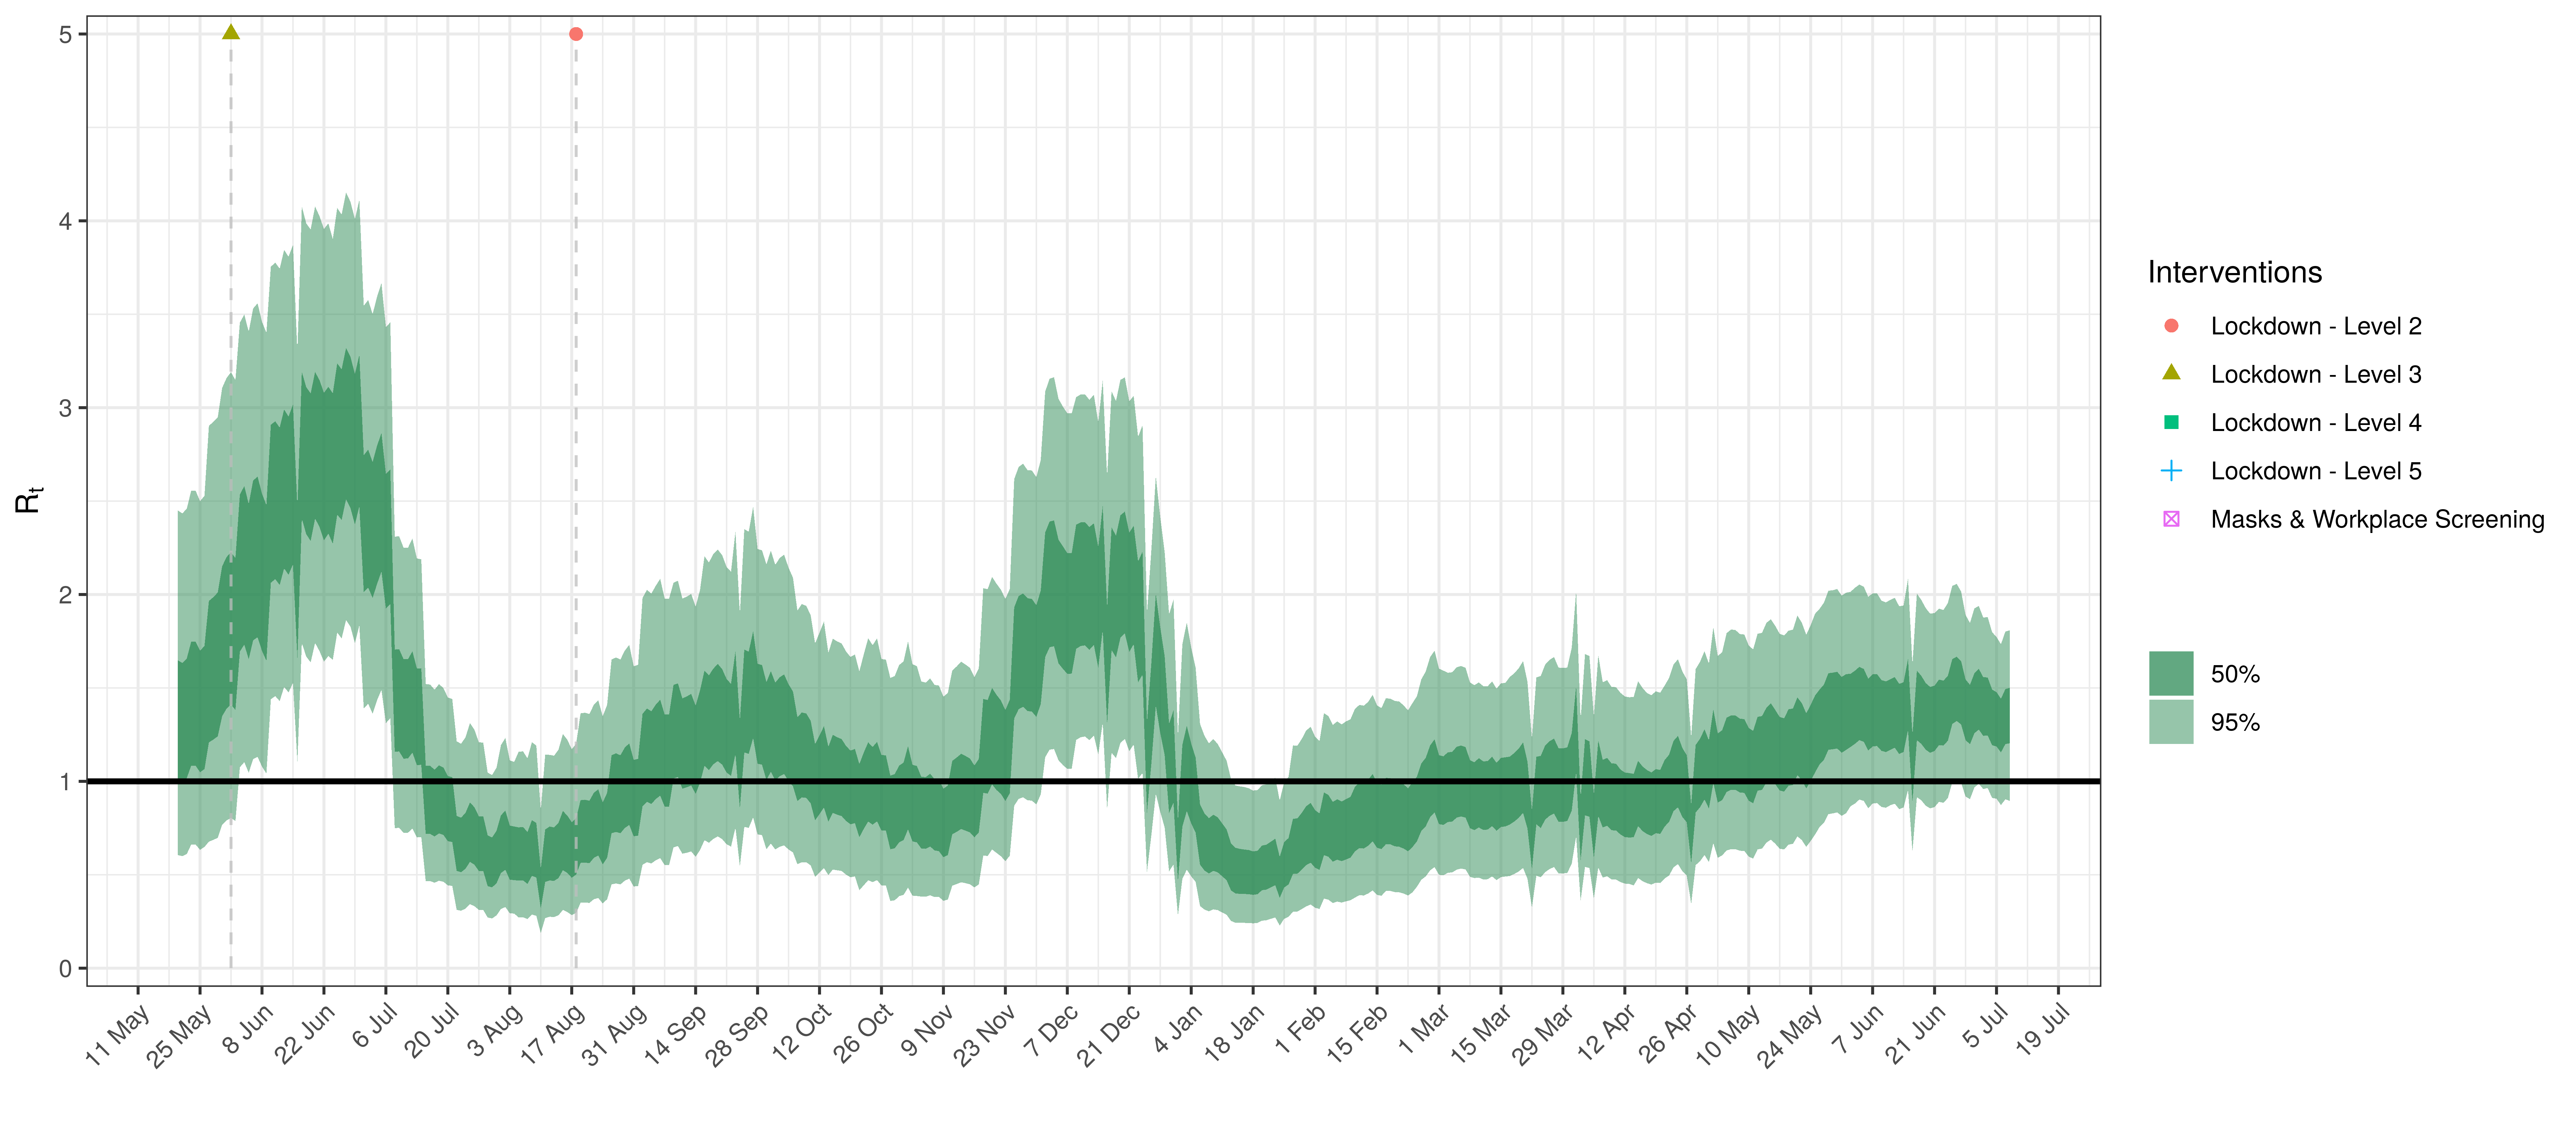 5
4
3
2
1
0
Rt
11 May
25 May
8 Jun
22 Jun
6 Jul
20 Jul
3 Aug
17 Aug
31 Aug
14 Sep
28 Sep
12 Oct
26 Oct
9 Nov
23 Nov
7 Dec
21 Dec
4 Jan
18 Jan
1 Feb
15 Feb
1 Mar
15 Mar
29 Mar
12 Apr
26 Apr
10 May
24 May
7 Jun
21 Jun
5 Jul
19 Jul
Interventions
Lockdown - Level 2
Lockdown - Level 3
Lockdown - Level 4
Lockdown - Level 5
Masks & Workplace Screening
50%
95%